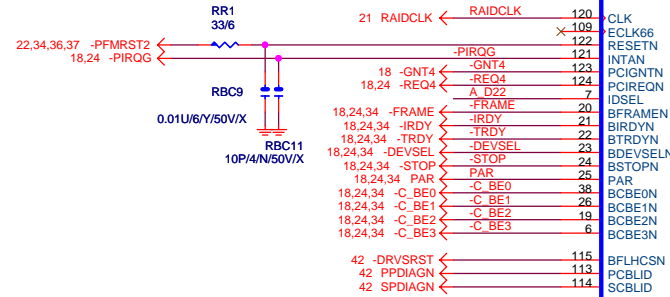 RR1
33/6
21 RAIDCLK RAIDCLK 120 CLK
109 ECLK66
22,34,36,37 -PFMRST2 122 RESETN
18,24 -PIRQG -PIRQG 121 INTAN
18 -GNT4 -GNT4 123 PCIGNTN
18,24 -REQ4 -REQ4 124 PCIREQN
A_D22 7 IDSEL
RBC9
0.01U/6/Y/50V/X
RBC11
10P/4/N/50V/X
18,24,34 -FRAME -FRAME 20 BFRAMEN
18,24,34 -IRDY -IRDY 21 BIRDYN
18,24,34 -TRDY -TRDY 22 BTRDYN
18,24,34 -DEVSEL -DEVSEL 23 BDEVSELN
18,24,34 -STOP -STOP 24 BSTOPN
18,24,34 PAR PAR 25 PAR
18,24,34 -C_BE0 -C_BE0 38 BCBE0N
18,24,34 -C_BE1 -C_BE1 26 BCBE1N
18,24,34 -C_BE2 -C_BE2 19 BCBE2N
18,24,34 -C_BE3 -C_BE3 6 BCBE3N
42 -DRVSRST 115 BFLHCSN
42 PPDIAGN 113 PCBLID
42 SPDIAGN 114 SCBLID